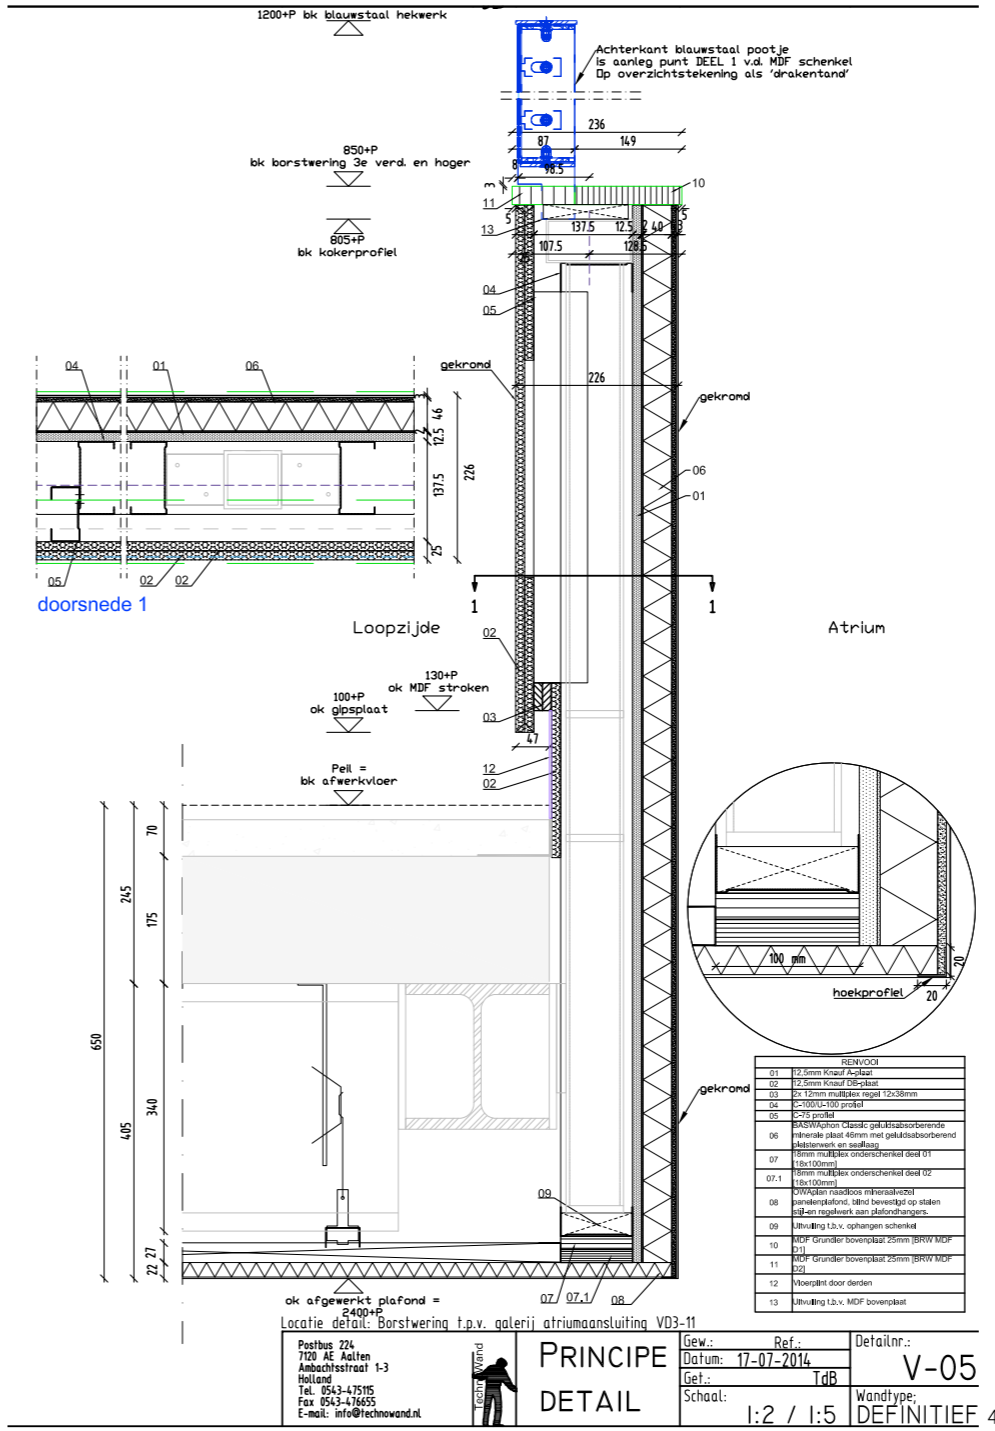 1200+P bk blauwstaal hekwerk
Achterkant blauwstaal pootje
is aanleg punt DEEL 1 v.d. MDF schenkel
Op overzichtstekening als 'drakentand'
236
87
149
8
98.5
850+P
bk borstwering 3e verd. en hoger
3
10
11
5
5
13
137.5
12.5
2
40
3
805+P
bk kokerprofiel
107.5
128.5
04
05
gekromd
226
gekromd
04
01
06
3
46
2
12.5
137.5
226
25
06
01
05
02
02
doorsnede 1
1
1
Loopzijde
Atrium
02
130+P
ok MDF stroken
100+P
ok gipsplaat
03
47
12
02
Peil =
bk afwerkvloer
70
245
175
650
340
405
27
22
100 mm
20
hoekprofiel
20
gekromd
09
07
07.1
08
ok afgewerkt plafond =
2400+P
RENVOOI
01 12,5mm Knauf A-plaat
02 12,5mm Knauf DB-plaat
03 2x 12mm multiplex regel 12x38mm
04 C-100/U-100 profiel
05 C-75 profiel
06 BASWAphon Classic geluidsabsorberende
minerale plaat 46mm met geluidsabsorberend
pleisterwerk en seallaag
07 18mm multiplex onderschenkel deel 01
[18x100mm]
07.1 18mm multiplex onderschenkel deel 02
[18x100mm]
08 OWAplan naadloos mineraalvezel
panelenplafond, blind bevestigd op stalen
stijl-en regelwerk aan plafondhangers.
09 Uitvulling t.b.v. ophangen schenkel
10 MDF Grundler bovenplaat 25mm [BRW MDF
D1]
11 MDF Grundler bovenplaat 25mm [BRW MDF
D2]
12 Vloerplint door derden
13 Uitvulling t.b.v. MDF bovenplaat
Locatie detail: Borstwering t.p.v. galerij atriumaansluiting VD3-11
Postbus 224
7120 AE Aalten
Ambachtsstraat 1-3
Holland
Tel. 0543-475115
Fax 0543-476655
E-mail: info@technowand.nl
TechnoWand
PRINCIPE
DETAIL
Gew.:
Ref.:
Datum: 17-07-2014
Get.: TdB
Schaal:
1:2 / 1:5
Detailnr.:
V-05
Wandtype:
DEFINITIEF 4